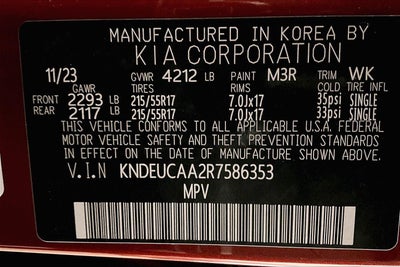 MANUFACTURED IN KOREA BY
KIA CORPORATION
11/23 GVWR 4212 LB PAINT M3R TRIM WK
GAWR TIRES RIMS COLD TIRE INFL
FRONT 2293 LB 215/55R17 7.0Jx17 35psi SINGLE
REAR 2117 LB 215/55R17 7.0Jx17 33psi SINGLE
THIS VEHICLE CONFORMS TO ALL APPLICABLE U.S.A. FEDERAL
MOTOR VEHICLE SAFETY AND THEFT PREVENTION STANDARDS
IN EFFECT ON THE DATE OF MANUFACTURE SHOWN ABOVE.
V.I.N KNDEUCAA2R7586353
MPV